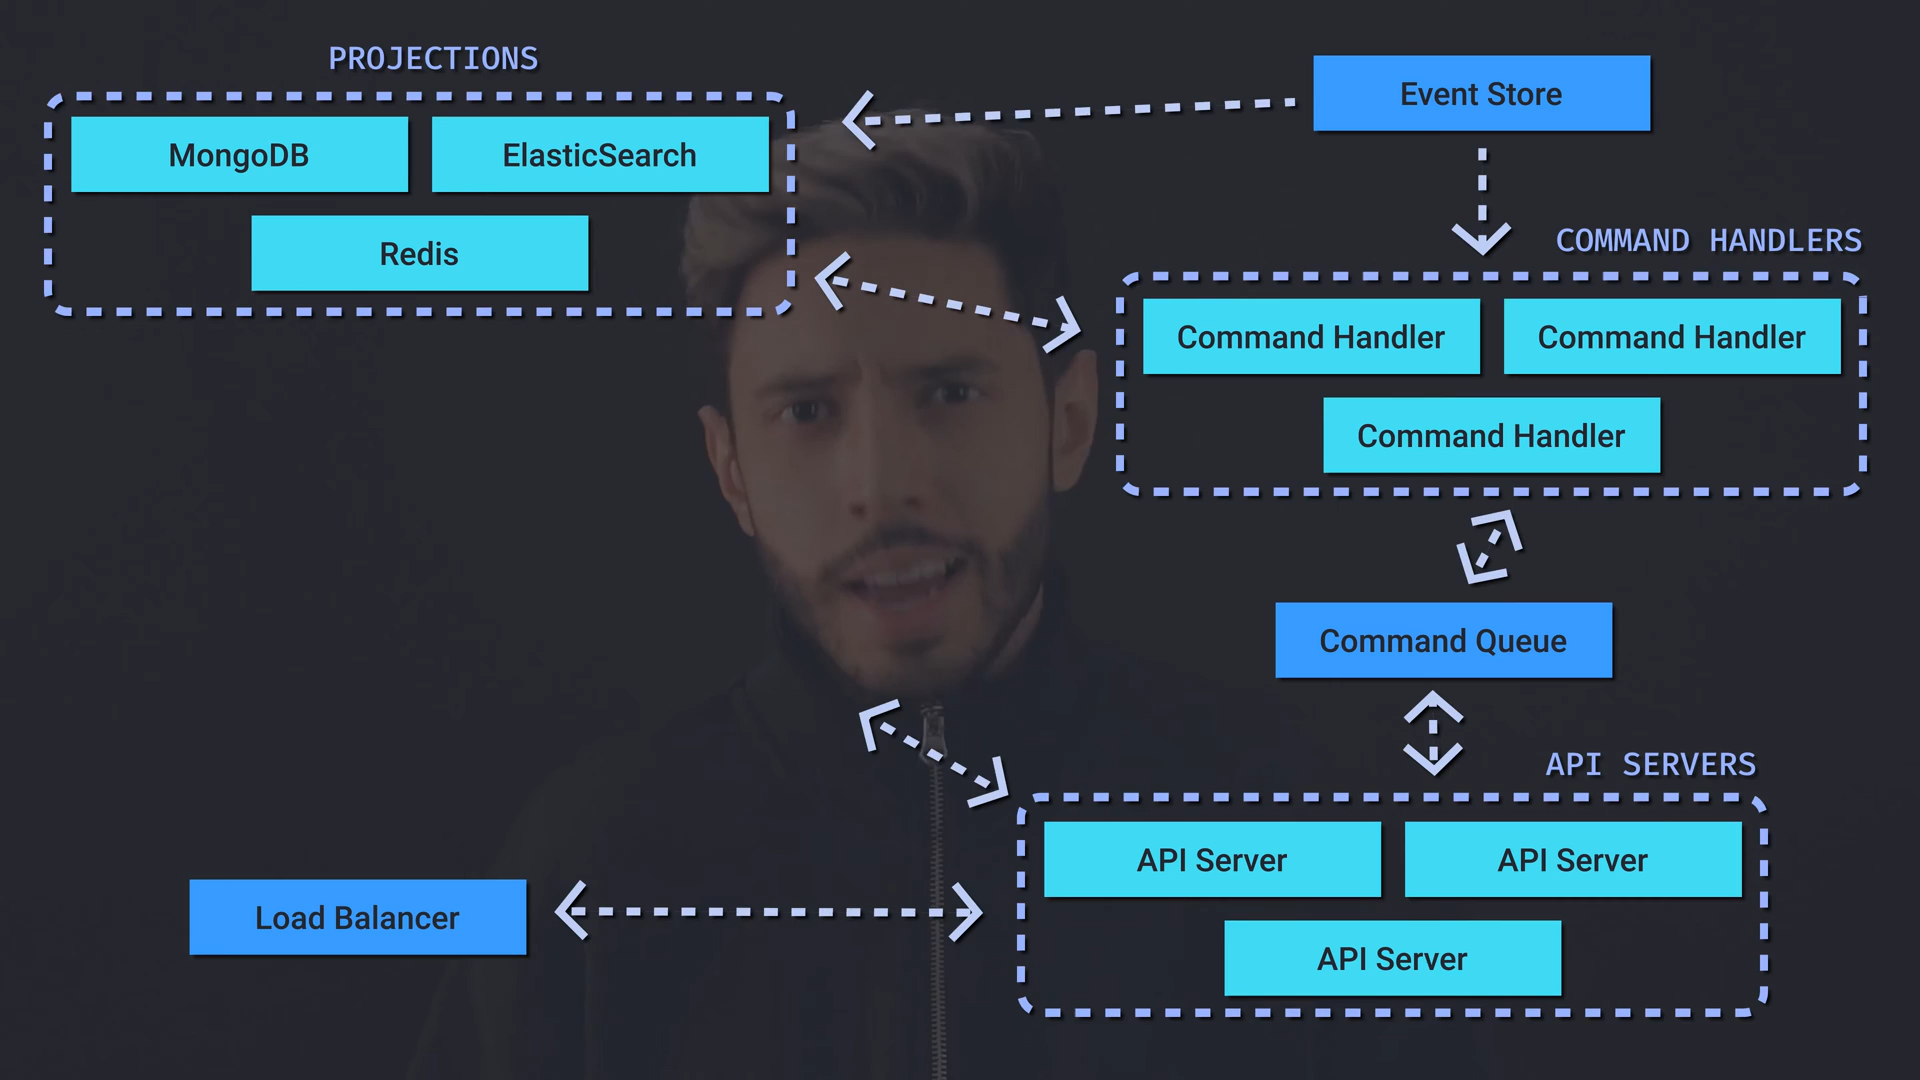 PROJECTIONS
MongoDB
ElasticSearch
Redis
Event Store
COMMAND HANDLERS
Command Handler
Command Handler
Command Handler
Command Queue
API SERVERS
API Server
API Server
API Server
Load Balancer